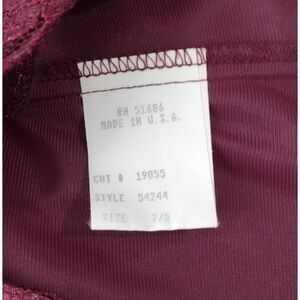 RN 51686
MADE IN U.S.A.
CUT # 19055
STYLE 54244
SIZE 7/8